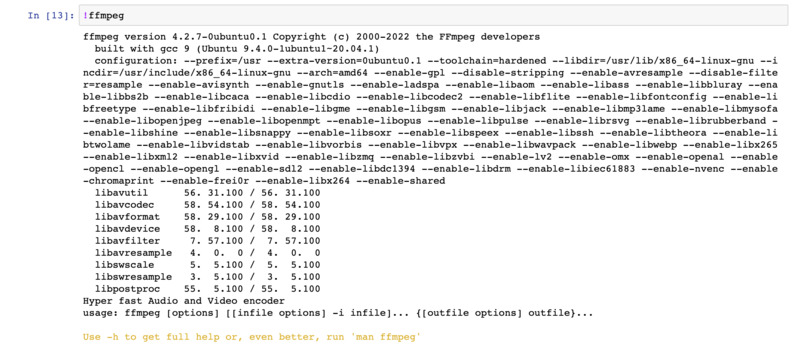 In [13]: !ffmpeg
ffmpeg version 4.2.7-0ubuntu0.1 Copyright (c) 2000-2022 the FFmpeg developers
built with gcc 9 (Ubuntu 9.4.0-1ubuntu1~20.04.1)
configuration: --prefix=/usr --extra-version=0ubuntu0.1 --toolchain=hardened --libdir=/usr/lib/x86_64-linux-gnu --i
ncdir=/usr/include/x86_64-linux-gnu --arch=amd64 --enable-gpl --disable-stripping --enable-avresample --disable-filte
r=resample --enable-avisynth --enable-gnutls --enable-ladspa --enable-libaom --enable-libass --enable-libbluray --ena
ble-libbs2b --enable-libcaca --enable-libcdio --enable-libcodec2 --enable-libflite --enable-libfontconfig --enable-li
bfreetype --enable-libfribidi --enable-libgme --enable-libgsm --enable-libjack --enable-libmp3lame --enable-libmysofa
--enable-libopenjpeg --enable-libopenmpt --enable-libopus --enable-libpulse --enable-librsvg --enable-librubberband -
-enable-libshine --enable-libsnappy --enable-libsoxr --enable-libspeex --enable-libssh --enable-libtheora --enable-li
btwolame --enable-libvidstab --enable-libvorbis --enable-libvpx --enable-libwavpack --enable-libwebp --enable-libx265
--enable-libxml2 --enable-libxvid --enable-libzmq --enable-libzvbi --enable-lv2 --enable-omx --enable-openal --enable
-opencl --enable-opengl --enable-sdl2 --enable-libdc1394 --enable-libdrm --enable-libiec61883 --enable-nvenc --enable
-chromaprint --enable-frei0r --enable-libx264 --enable-shared
libavutil 56. 31.100 / 56. 31.100
libavcodec 58. 54.100 / 58. 54.100
libavformat 58. 29.100 / 58. 29.100
libavdevice 58. 8.100 / 58. 8.100
libavfilter 7. 57.100 / 7. 57.100
libavresample 4. 0. 0 / 4. 0. 0
libswscale 5. 5.100 / 5. 5.100
libswresample 3. 5.100 / 3. 5.100
libpostproc 55. 5.100 / 55. 5.100
Hyper fast Audio and Video encoder
usage: ffmpeg [options] [[infile options] -i infile]... {[outfile options] outfile}...
Use -h to get full help or, even better, run 'man ffmpeg'